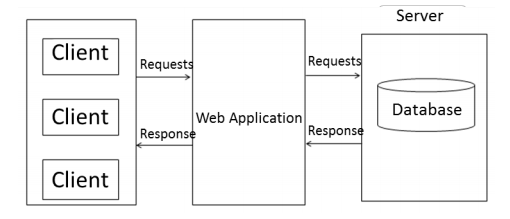 Server
Client
Client
Client
Requests
Response
Web Application
Requests
Response
Database